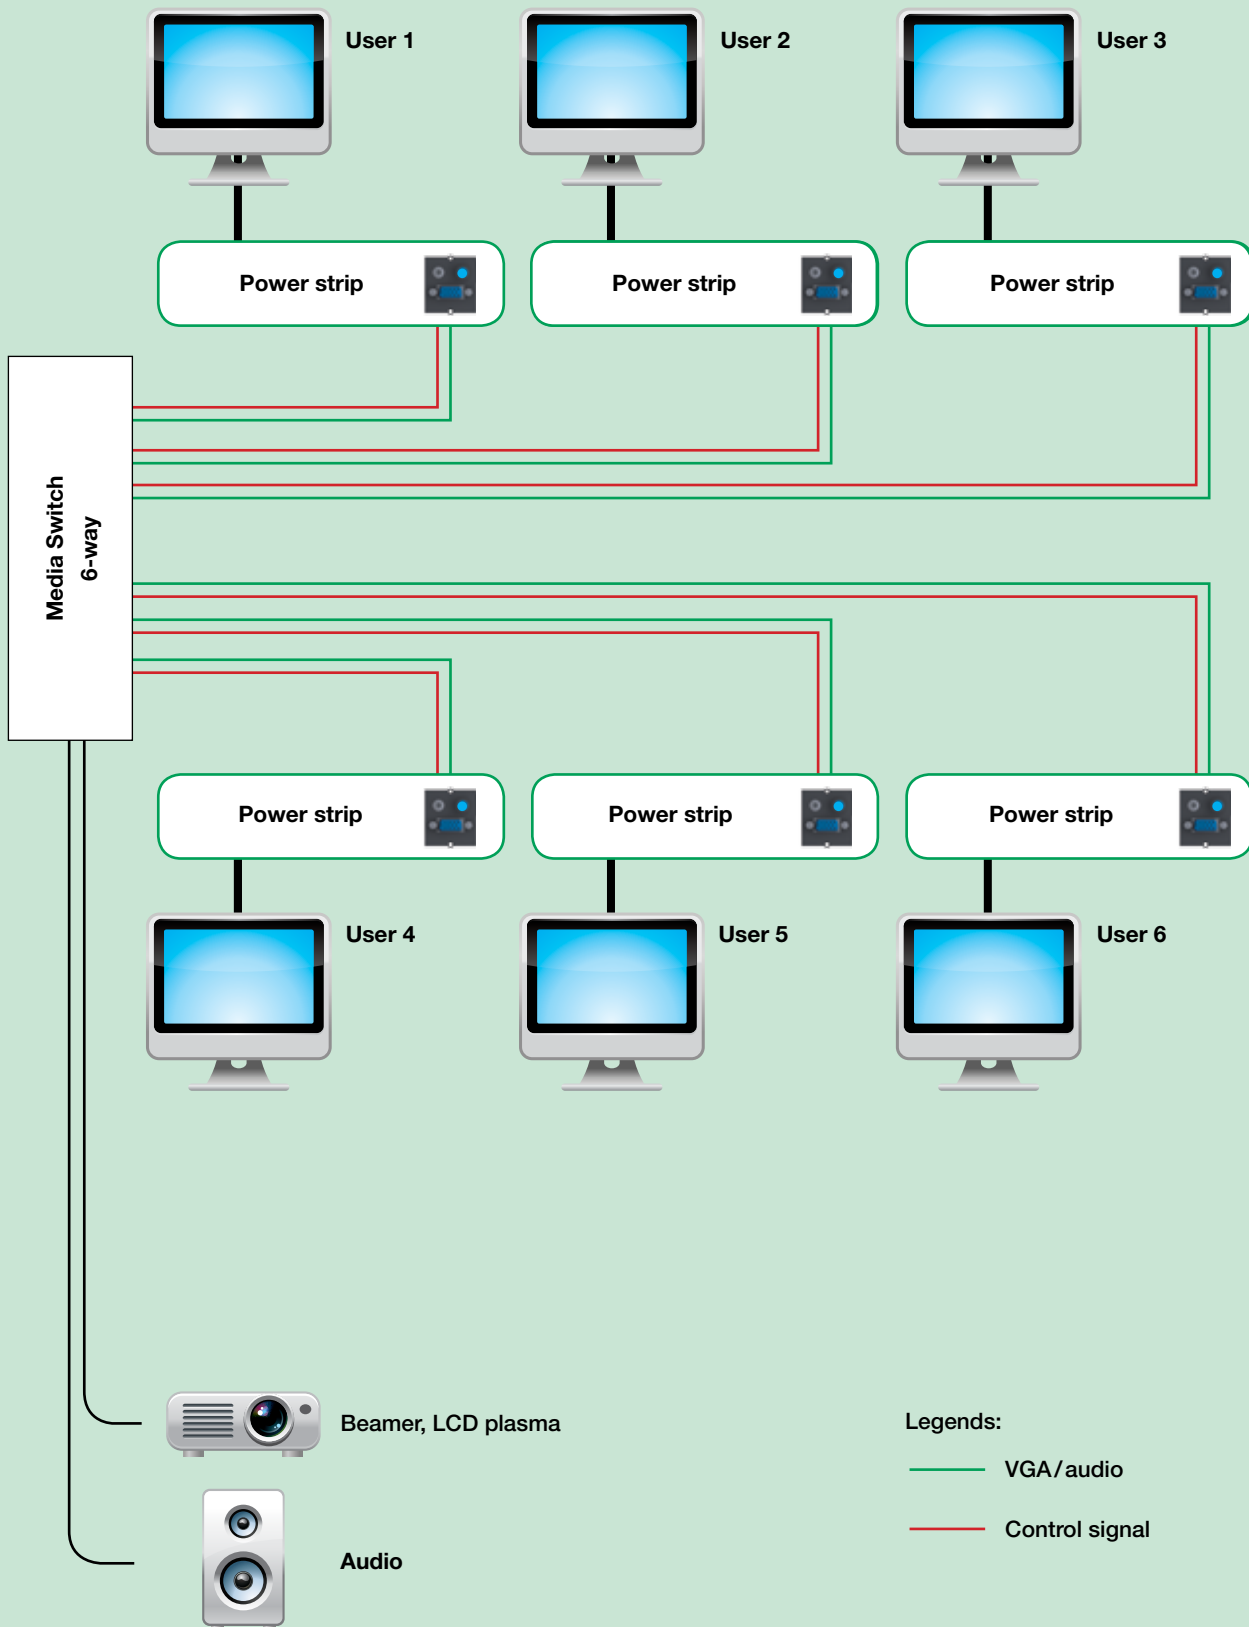 User 1
User 2
User 3
Power strip
Power strip
Power strip
Media Switch
6-way
Power strip
Power strip
Power strip
User 4
User 5
User 6
Beamer, LCD plasma
Audio
Legends:
VGA/audio
Control signal